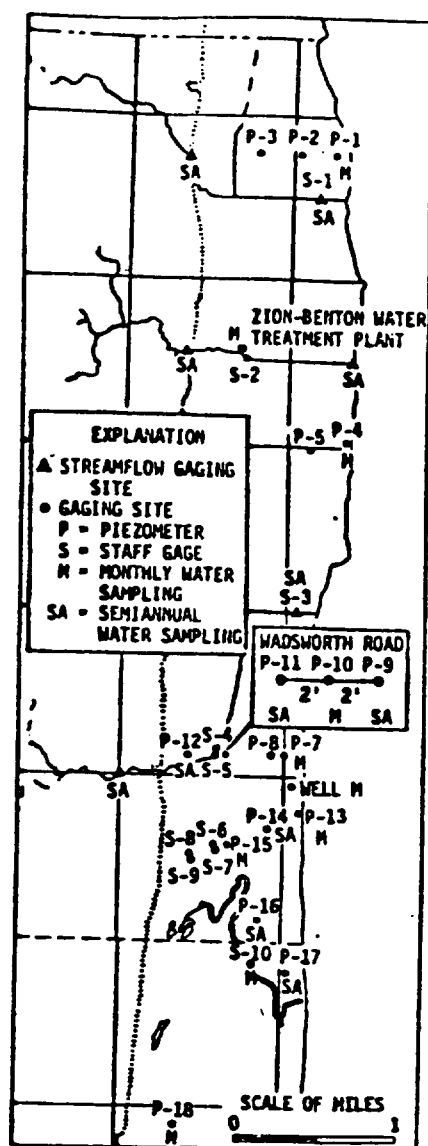 P-3 P-2 P-1
M
SA
S-1
SA
ZION-BENTON WATER
TREATMENT PLANT
M
SA
S-2
SA
EXPLANATION
STREAMFLOW GAGING
SITE
GAGING SITE
P = PIEZOMETER
S = STAFF GAGE
M = MONTHLY WATER
SAMPLING
SA = SEMIANNUAL
WATER SAMPLING
P-4
P-5
M
SA
S-3
WADSWORTH ROAD
P-11 P-10 P-9
2' 2'
SA M SA
S-4
P-12
SA S-5
P-8 P-7
M
SA
WELL M
P-14 P-13
SA M
S-6
S-8
P-15
M
S-7
S-9
P-16
SA
S-10 P-17
M SA
P-18
M
SCALE OF MILES
0 1